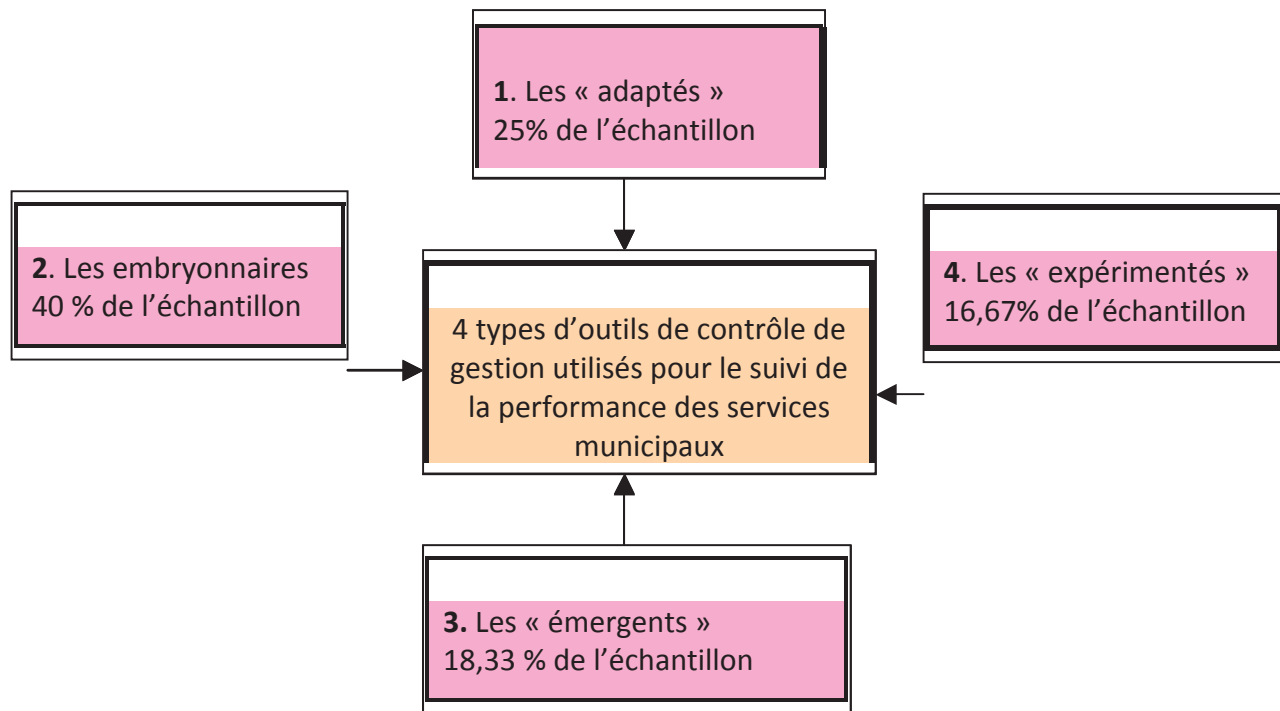 1. Les « adaptés »
25% de l’échantillon
2. Les embryonnaires
40 % de l’échantillon
4. Les « expérimentés »
16,67% de l’échantillon
4 types d’outils de contrôle de
gestion utilisés pour le suivi de
la performance des services
municipaux
3. Les « émergents »
18,33 % de l’échantillon